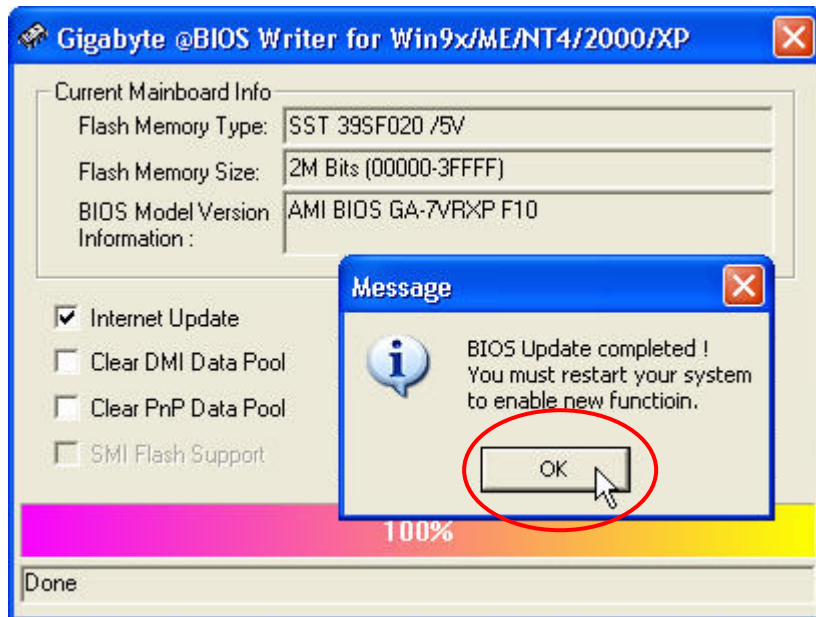 Gigabyte @BIOS Writer for Win9x/ME/NT4/2000/XP
Current Mainboard Info
Flash Memory Type: SST 39SF020 /5V
Flash Memory Size: 2M Bits (00000-3FFFF)
BIOS Model Version AMI BIOS GA-7VRXP F10
Information :
Internet Update
Clear DMI Data Pool
Clear PnP Data Pool
SMI Flash Support
Message
BIOS Update completed !
You must restart your system
to enable new functioin.
OK
100%
Done